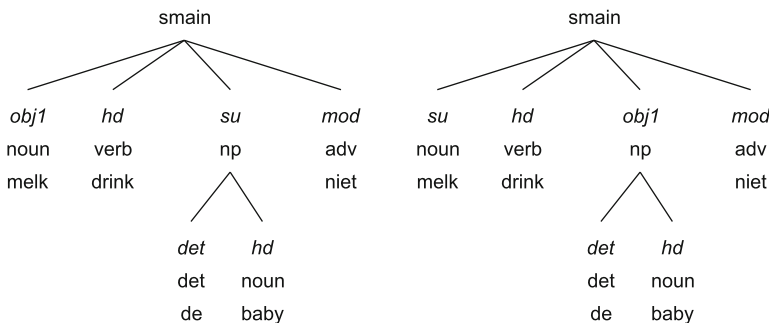 smain smain
obj1 hd su mod su hd obj1 mod
noun verb np adv noun verb np adv
melk drink niet melk drink niet
det hd det hd
det noun det noun
de baby de baby